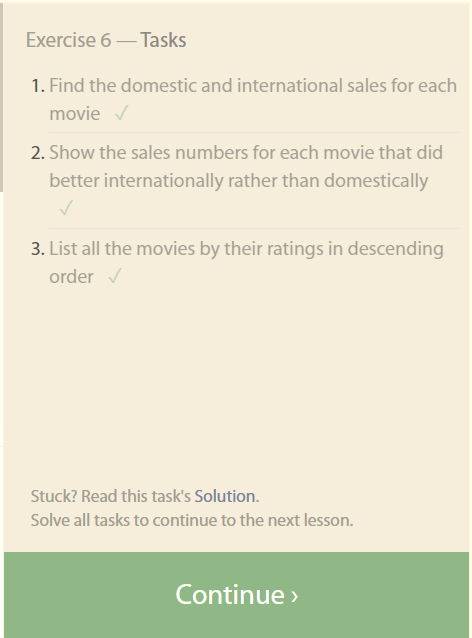 Exercise 6 — Tasks
1. Find the domestic and international sales for each
movie ✓
2. Show the sales numbers for each movie that did
better internationally rather than domestically
✓
3. List all the movies by their ratings in descending
order ✓
Stuck? Read this task's Solution.
Solve all tasks to continue to the next lesson.
Continue ›